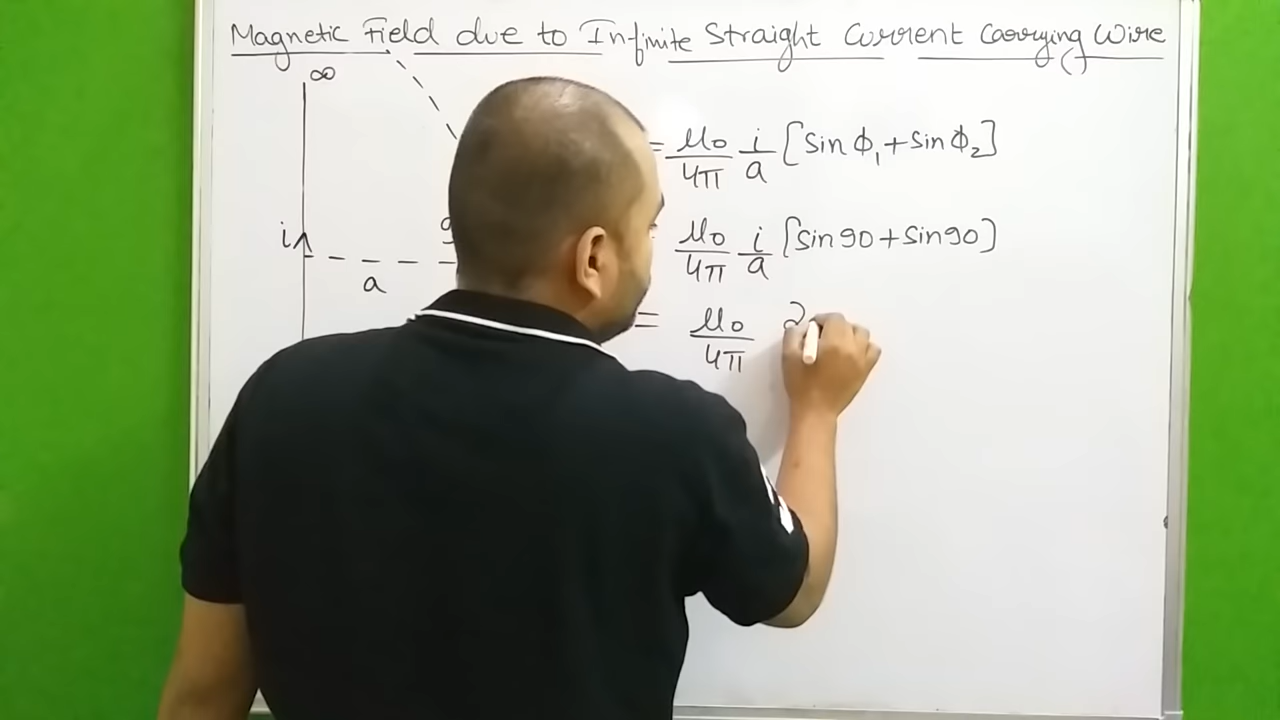 Magnetic Field due to Infinite Straight Current Carrying Wire
∞
= μ₀/4π i/a [sin ϕ₁ + sin ϕ₂]
i
μ₀/4π i/a [sin 90 + sin 90]
a
= μ₀/4π 2